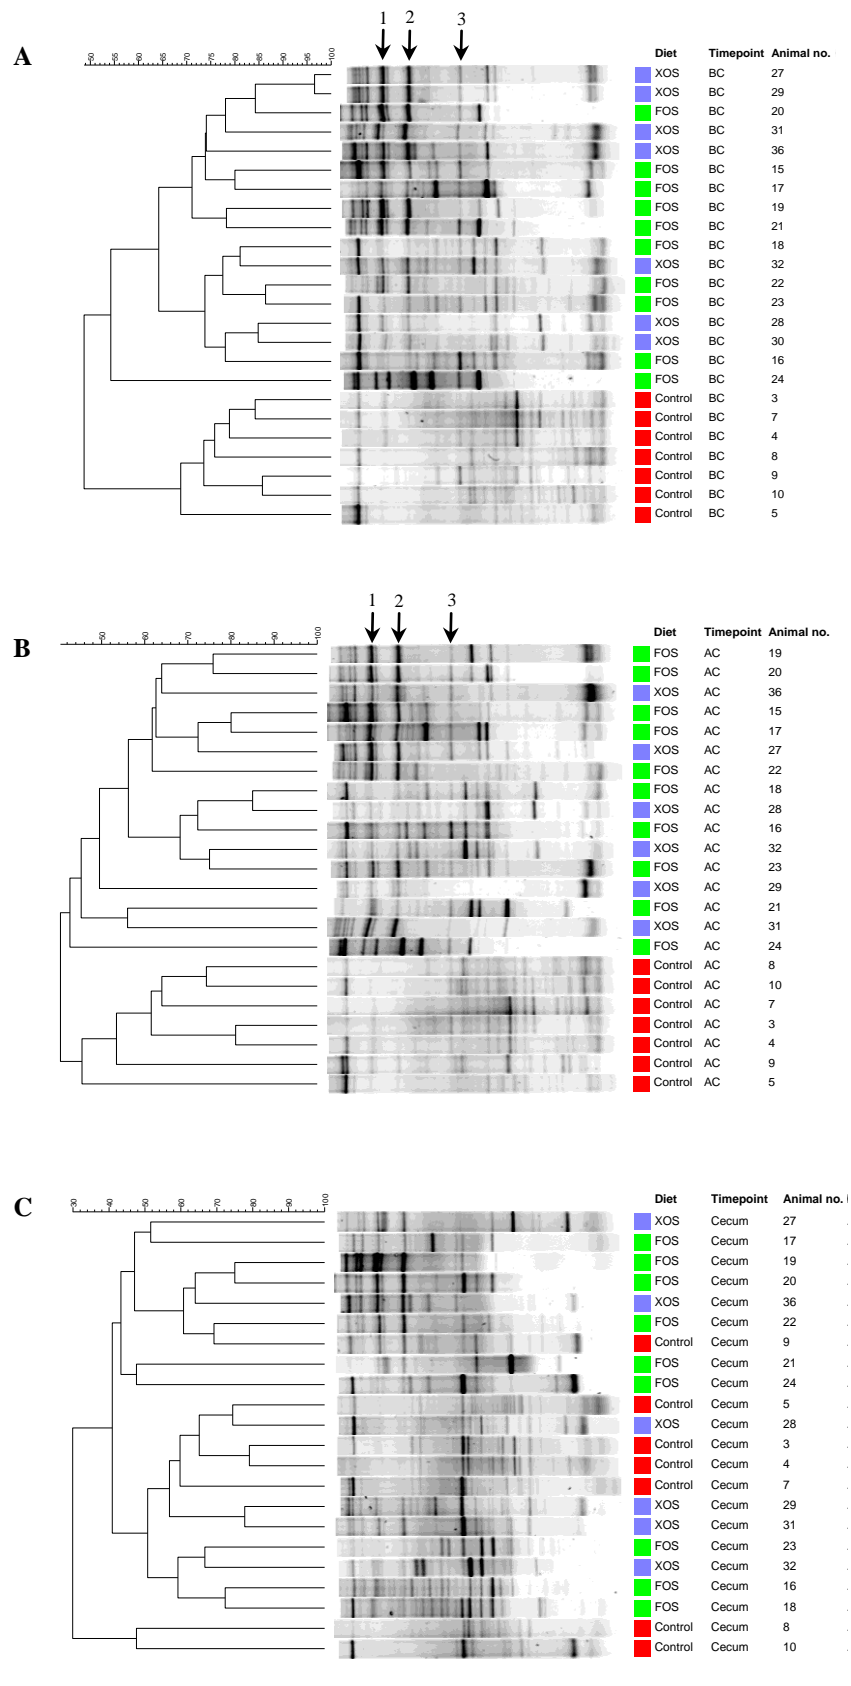 1 2 3
A
50 55 60 65 70 75 80 85 90 95 100
Diet Timepoint Animal no.
XOS BC 27
XOS BC 29
FOS BC 20
XOS BC 31
XOS BC 36
FOS BC 15
FOS BC 17
FOS BC 19
FOS BC 21
FOS BC 18
XOS BC 32
FOS BC 22
FOS BC 23
XOS BC 28
XOS BC 30
FOS BC 16
FOS BC 24
Control BC 3
Control BC 7
Control BC 4
Control BC 8
Control BC 9
Control BC 10
Control BC 5
1 2 3
B
50 60 70 80 90 100
Diet Timepoint Animal no.
FOS AC 19
FOS AC 20
XOS AC 36
FOS AC 15
FOS AC 17
XOS AC 27
FOS AC 22
FOS AC 18
XOS AC 28
FOS AC 16
XOS AC 32
FOS AC 23
XOS AC 29
FOS AC 21
XOS AC 31
FOS AC 24
Control AC 8
Control AC 10
Control AC 7
Control AC 3
Control AC 4
Control AC 9
Control AC 5
C
30 40 50 60 70 80 90 100
Diet Timepoint Animal no.
XOS Cecum 27
FOS Cecum 17
FOS Cecum 19
FOS Cecum 20
XOS Cecum 36
FOS Cecum 22
Control Cecum 9
FOS Cecum 21
FOS Cecum 24
Control Cecum 5
XOS Cecum 28
Control Cecum 3
Control Cecum 4
Control Cecum 7
XOS Cecum 29
XOS Cecum 31
FOS Cecum 23
XOS Cecum 32
FOS Cecum 16
FOS Cecum 18
Control Cecum 8
Control Cecum 10